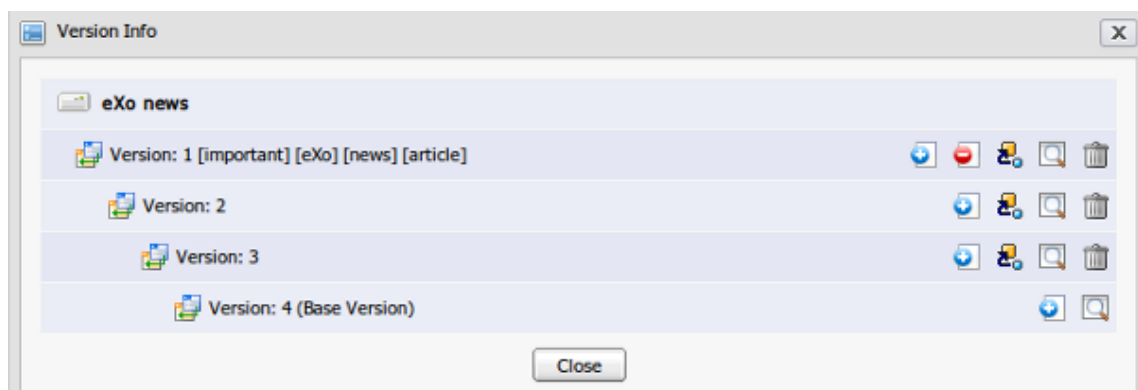 Version Info
X
eXo news
Version: 1 [important] [eXo] [news] [article]
Version: 2
Version: 3
Version: 4 (Base Version)
Close